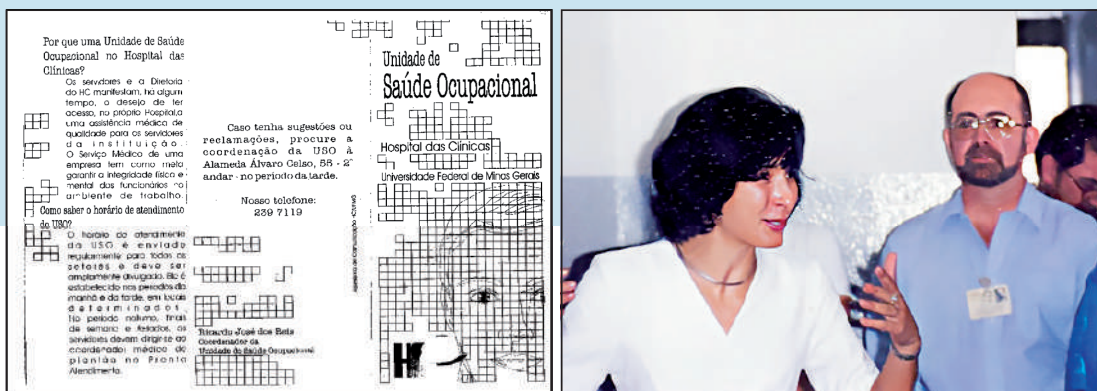 Por que uma Unidade de Saúde
Ocupacional no Hospital das
Clínicas?
Os servidores e a Diretoria
do HC manifestam, há algum
tempo, o desejo de ter
acesso, no próprio Hospital,a
uma assistência médica de
qualidade para os servidores
da instituição.
O Serviço Médico de uma
empresa tem como meta
garantir a integridade física e
mental dos funcionários no
ambiente de trabalho.
Como saber o horário de atendimento
do USO?
O horário do atendimento
da USO é enviado
regularmente para todos os
setores e deve ser
amplamente divulgado. Ele é
estabelecido nos períodos da
manhã e da tarde, em locais
determinados.
No período noturno, finais
de semana e feriados, os
servidores devem dirigir-se ao
coordenador médico de
plantão no Pronto
Atendimento.
Caso tenha sugestões ou
reclamações, procure a
coordenação da USO à
Alameda Álvaro Celso, 55 - 2º
andar - no período da tarde.
Nosso telefone:
239 7119
Ricardo José dos Reis
Coordenador da
Unidade de Saúde Ocupacional
Assessoria de Comunicação HC/UFMG
Unidade de
Saúde Ocupacional
Hospital das Clínicas
Universidade Federal de Minas Gerais